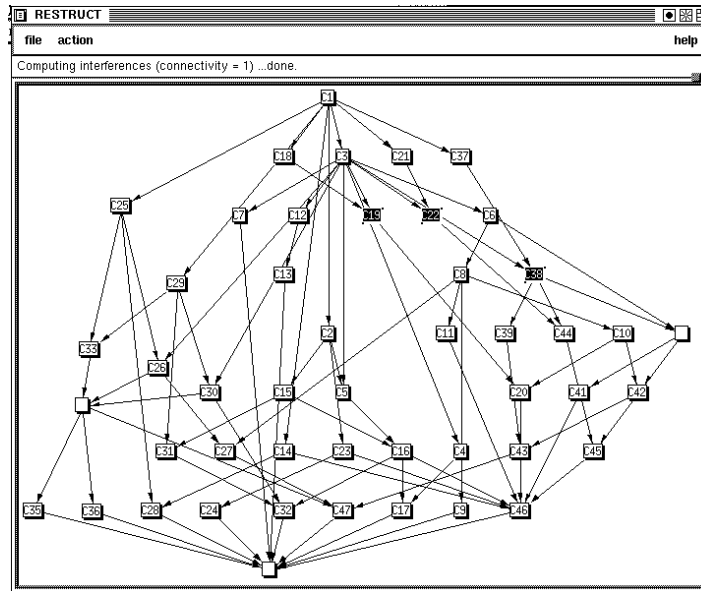 RESTRUCT
file action help
Computing interferences (connectivity = 1) ...done.
C1
C18 C3 C21 C37
C25 C7 C12 C19 C22 C6
C29 C13 C8 C38
C33 C2 C11 C39 C44 C10
C26 C30 C15 C5 C20 C41 C42
C31 C27 C14 C23 C16 C4 C43 C45
C35 C36 C28 C24 C32 C47 C17 C9 C46